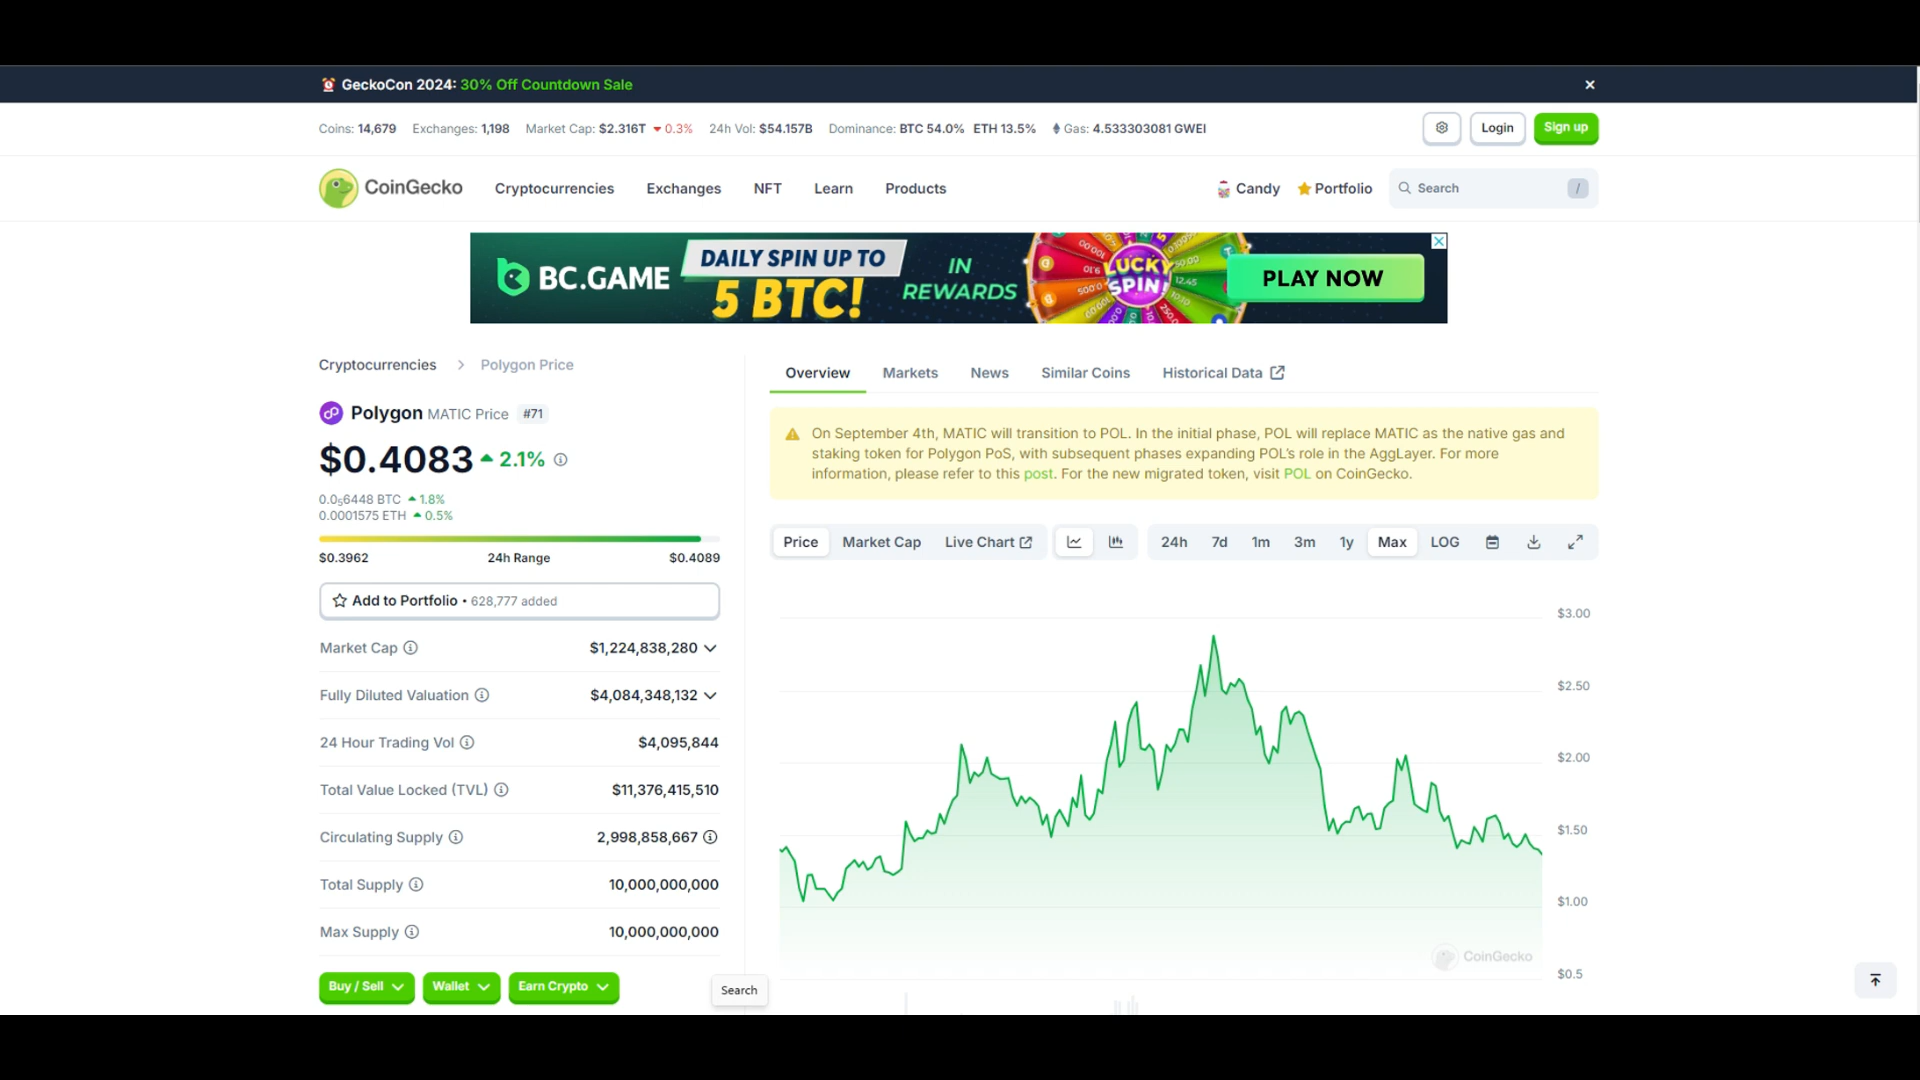 GeckoCon 2024: 30% Off Countdown Sale
Coins: 14,679 Exchanges: 1,198 Market Cap: $2.316T 0.3% 24h Vol: $54.157B Dominance: BTC 54.0% ETH 13.5% Gas: 4.533303081 GWEI
Login
Sign up
CoinGecko
Cryptocurrencies Exchanges NFT Learn Products
Candy Portfolio Search /
BC.GAME
DAILY SPIN UP TO
5 BTC!
IN
REWARDS
LUCKY
SPIN!
PLAY NOW
Cryptocurrencies > Polygon Price
Polygon MATIC Price #71
$0.4083 2.1%
0.0₅6448 BTC 1.8%
0.0001575 ETH 0.5%
$0.3962 24h Range $0.4089
Add to Portfolio • 628,777 added
Market Cap $1,224,838,280
Fully Diluted Valuation $4,084,348,132
24 Hour Trading Vol $4,095,844
Total Value Locked (TVL) $11,376,415,510
Circulating Supply 2,998,858,667
Total Supply 10,000,000,000
Max Supply 10,000,000,000
Buy / Sell Wallet Earn Crypto
Search
Overview Markets News Similar Coins Historical Data
On September 4th, MATIC will transition to POL. In the initial phase, POL will replace MATIC as the native gas and
staking token for Polygon PoS, with subsequent phases expanding POL's role in the AggLayer. For more
information, please refer to this post. For the new migrated token, visit POL on CoinGecko.
Price Market Cap Live Chart 24h 7d 1m 3m 1y Max LOG
$3.00
$2.50
$2.00
$1.50
$1.00
CoinGecko
$0.5